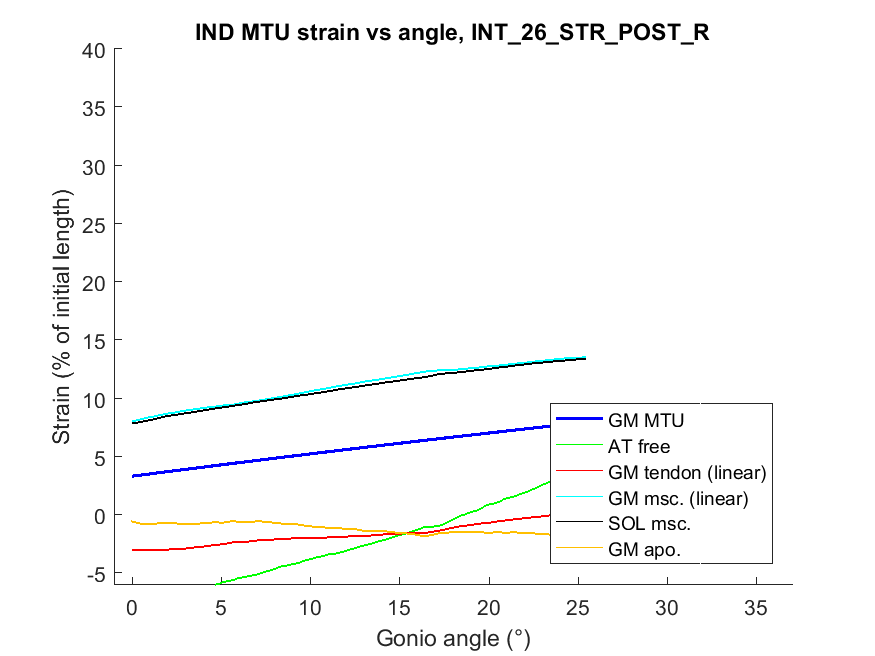 IND MTU strain vs angle, INT_26_STR_POST_R
40
35
30
25
20
15
10
5
0
-5
Strain (% of initial length)
0 5 10 15 20 25 30 35
Gonio angle (°)
GM MTU
AT free
GM tendon (linear)
GM msc. (linear)
SOL msc.
GM apo.